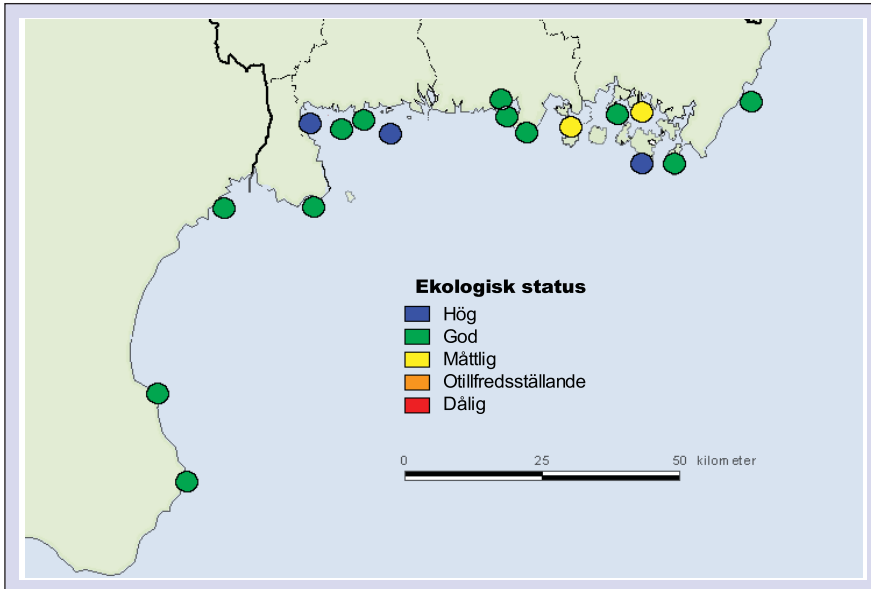 Ekologisk status
Hög
God
Måttlig
Otillfredsställande
Dålig
0 25 50 kilometer